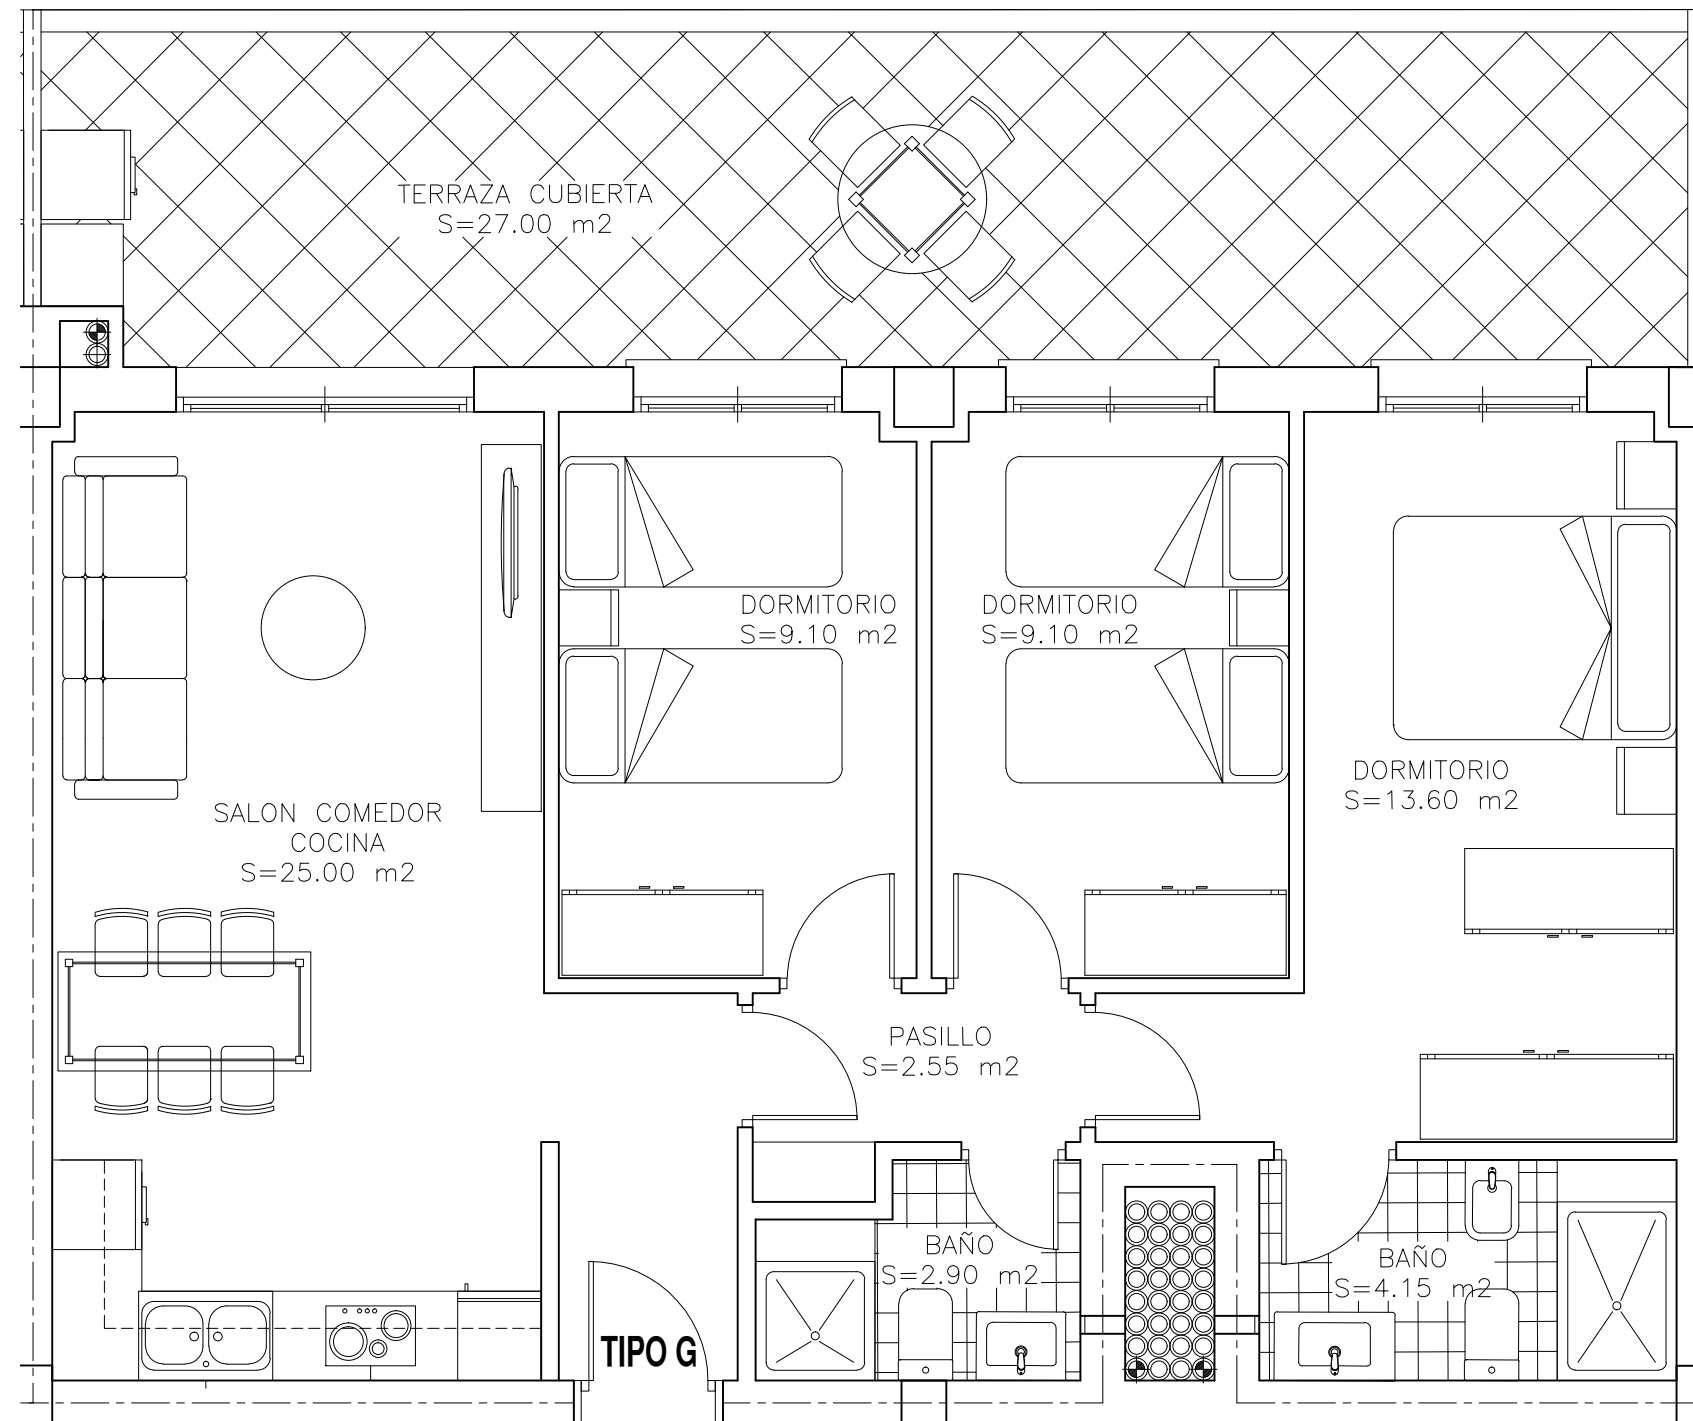 TERRAZA CUBIERTA
S=27.00 m2
DORMITORIO
S=9.10 m2
DORMITORIO
S=9.10 m2
DORMITORIO
S=13.60 m2
SALON COMEDOR
COCINA
S=25.00 m2
PASILLO
S=2.55 m2
BAÑO
S=2.90 m2
BAÑO
S=4.15 m2
TIPO G